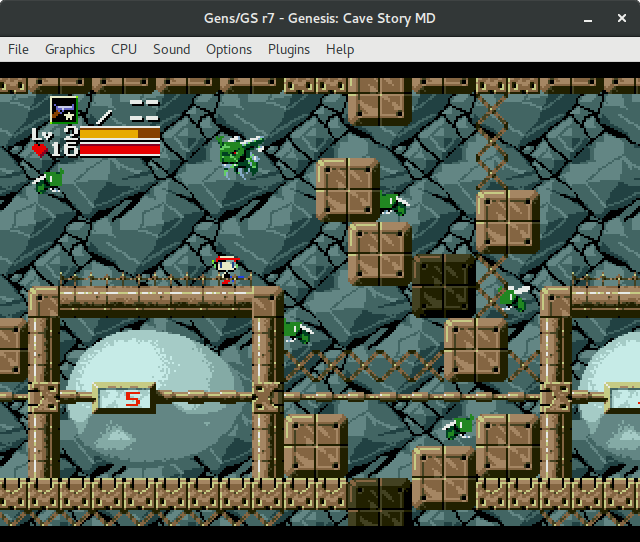 Gens/GS r7 - Genesis: Cave Story MD
File Graphics CPU Sound Options Plugins Help
--
/ --
Lv 2
16
5